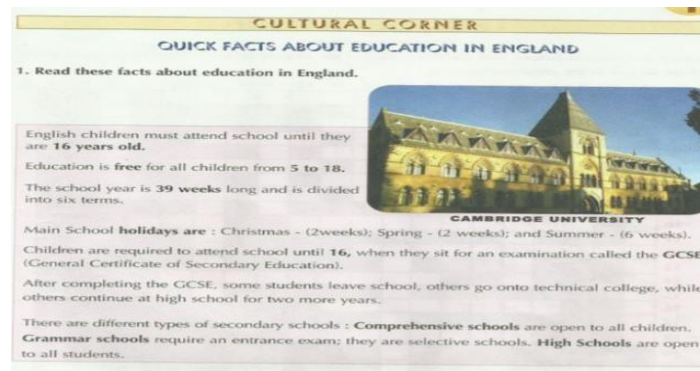 CULTURAL CORNER
QUICK FACTS ABOUT EDUCATION IN ENGLAND
1. Read these facts about education in England.
English children must attend school until they
are 16 years old.
Education is free for all children from 5 to 18.
The school year is 39 weeks long and is divided
into six terms.
CAMBRIDGE UNIVERSITY
Main School holidays are : Christmas - (2weeks); Spring - (2 weeks); and Summer - (6 weeks).
Children are required to attend school until 16, when they sit for an examination called the GCSE
(General Certificate of Secondary Education).
After completing the GCSE, some students leave school, others go onto technical college, while
others continue at high school for two more years.
There are different types of secondary schools : Comprehensive schools are open to all children.
Grammar schools require an entrance exam; they are selective schools. High Schools are open
to all students.